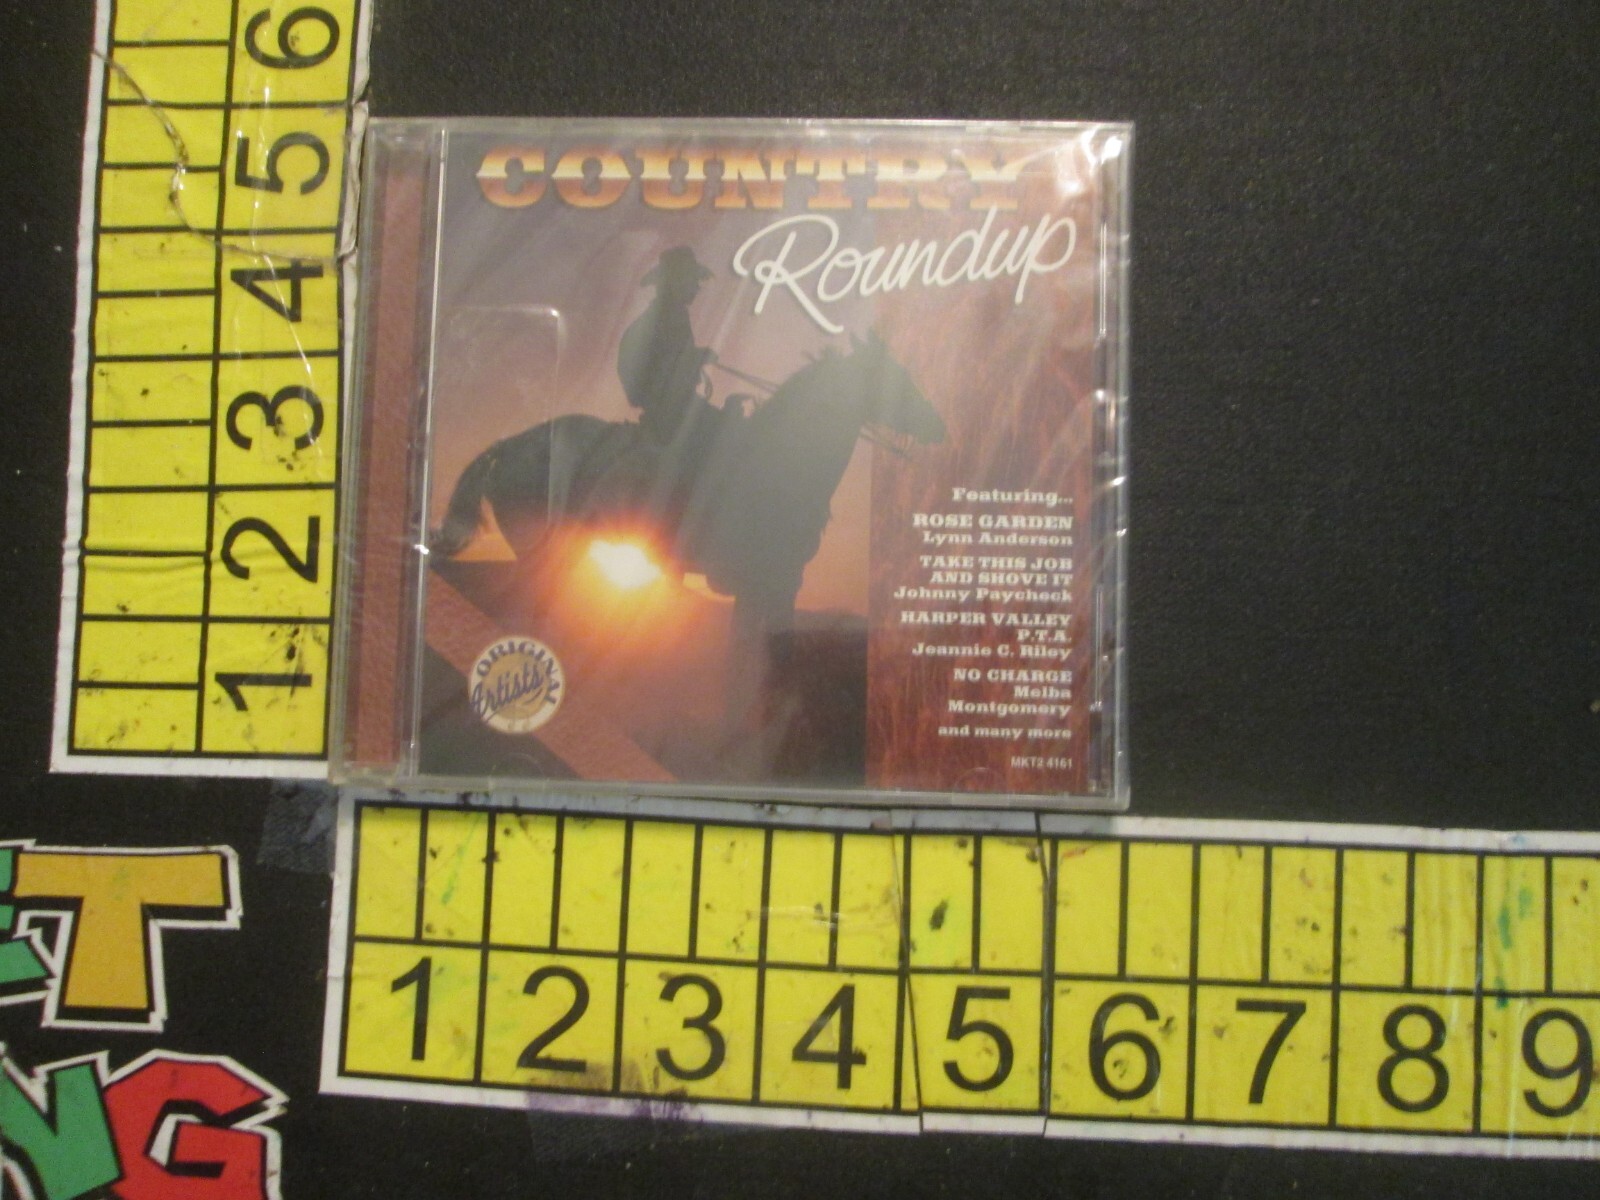 6
5
4
3
2
1
COUNTRY
Roundup
Featuring...
ROSE GARDEN
Lynn Anderson
TAKE THIS JOB
AND SHOVE IT
Johnny Paycheck
HARPER VALLEY
P.T.A.
Jeannie C. Riley
NO CHARGE
Melba
Montgomery
and many more
MKT2 4161
ORIGINAL
Artists
1 2 3 4 5 6 7 8 9
T
G